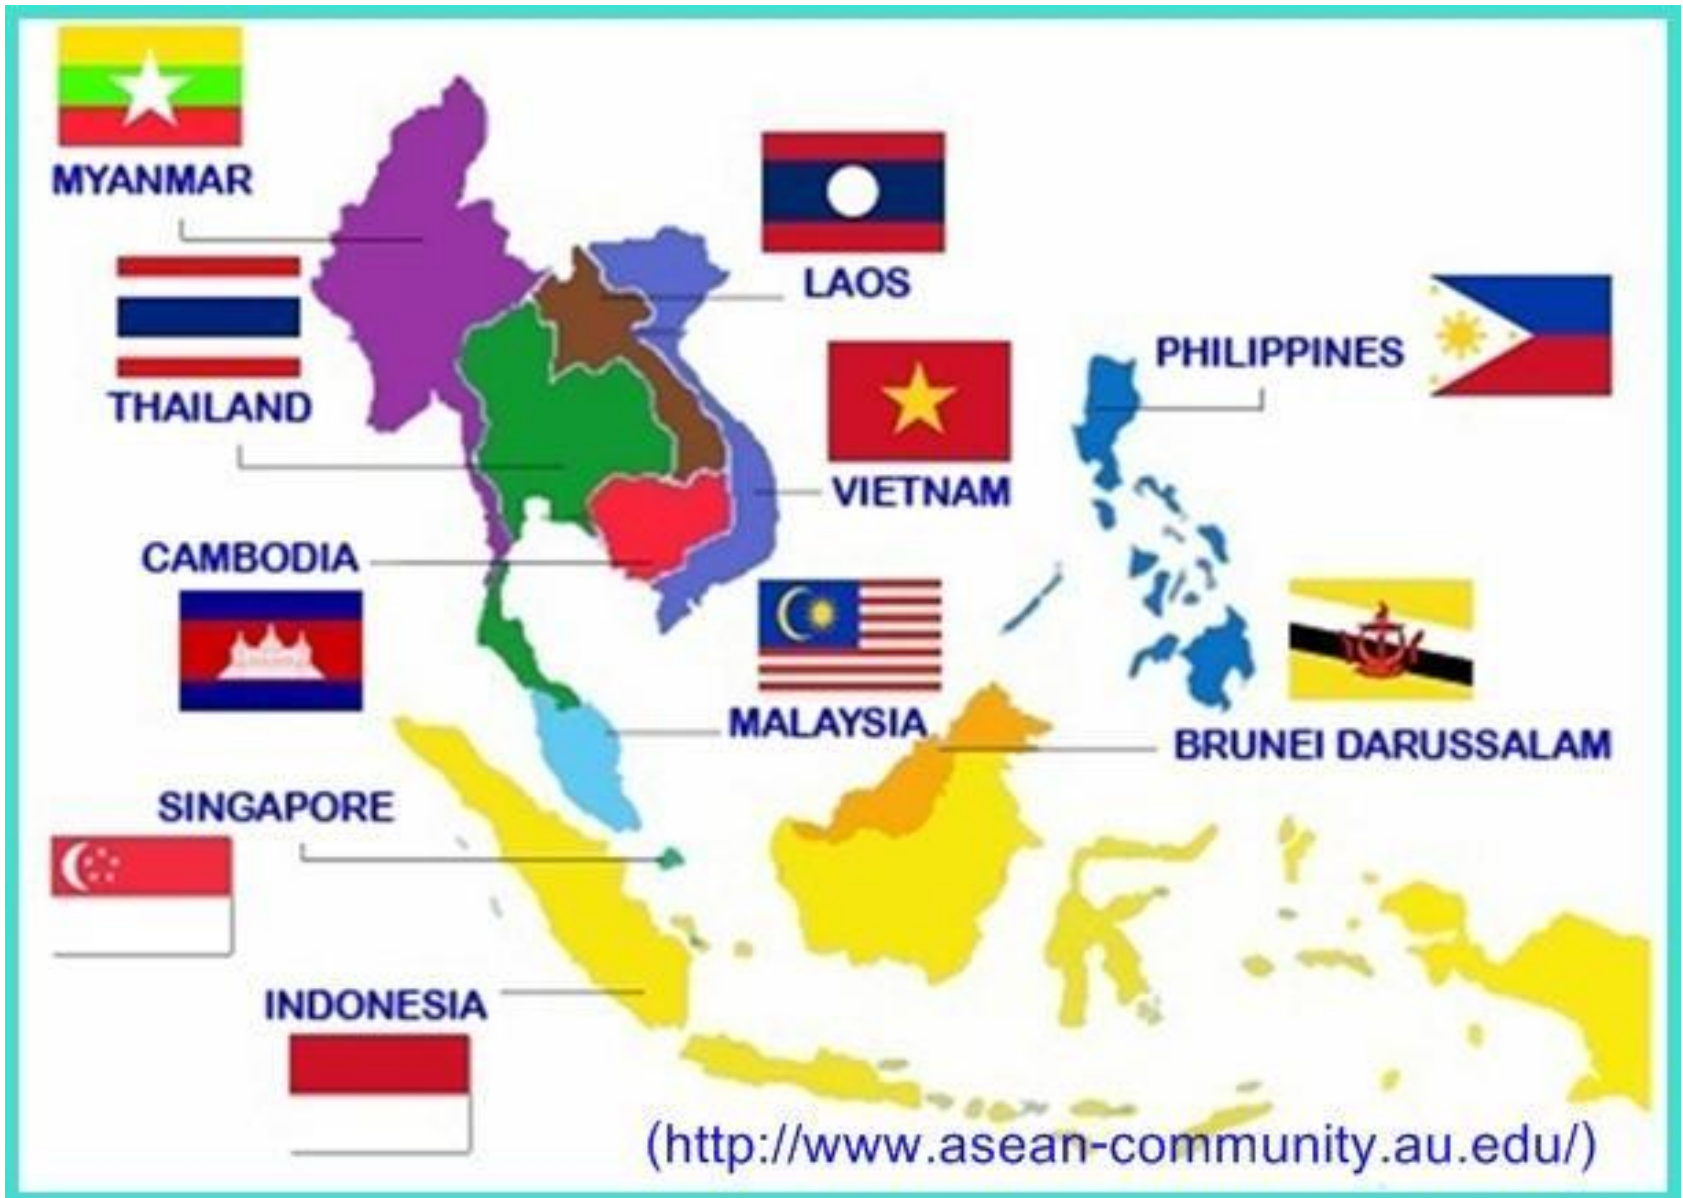 MYANMAR
LAOS
THAILAND
PHILIPPINES
VIETNAM
CAMBODIA
MALAYSIA
BRUNEI DARUSSALAM
SINGAPORE
INDONESIA
(http://www.asean-community.au.edu/)